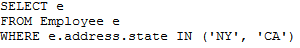 SELECT e
FROM Employee e
WHERE e.address.state IN ('NY', 'CA')